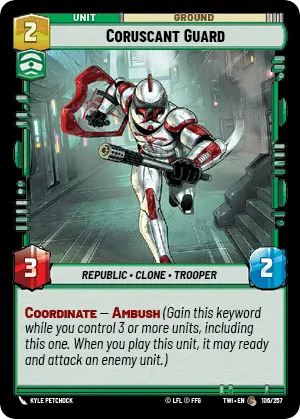 UNIT
GROUND
2
CORUSCANT GUARD
3
REPUBLIC • CLONE • TROOPER
2
COORDINATE — AMBUSH (Gain this keyword
while you control 3 or more units, including
this one. When you play this unit, it may ready
and attack an enemy unit.)
KYLE PETCHOCK
© LFL © FFG
TWI • EN
106/257